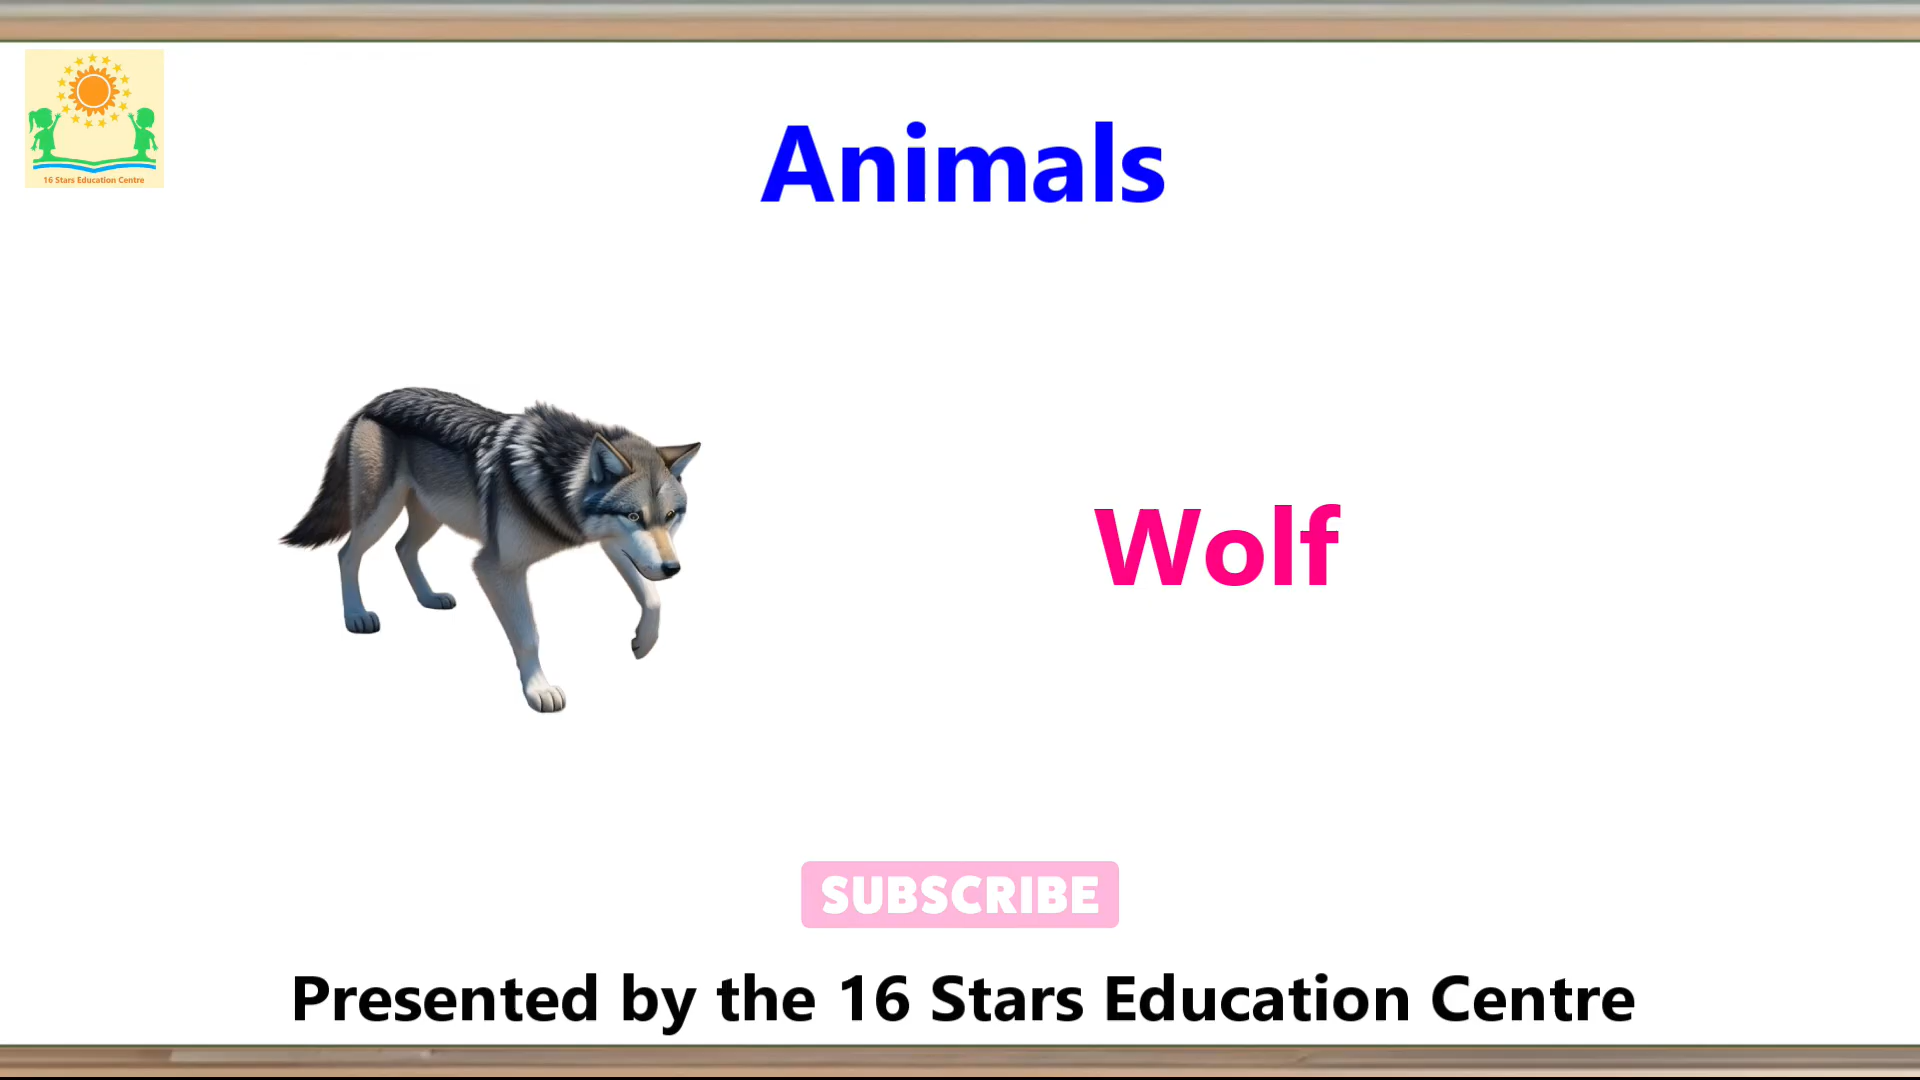 16 Stars Education Centre
Animals
Wolf
SUBSCRIBE
Presented by the 16 Stars Education Centre